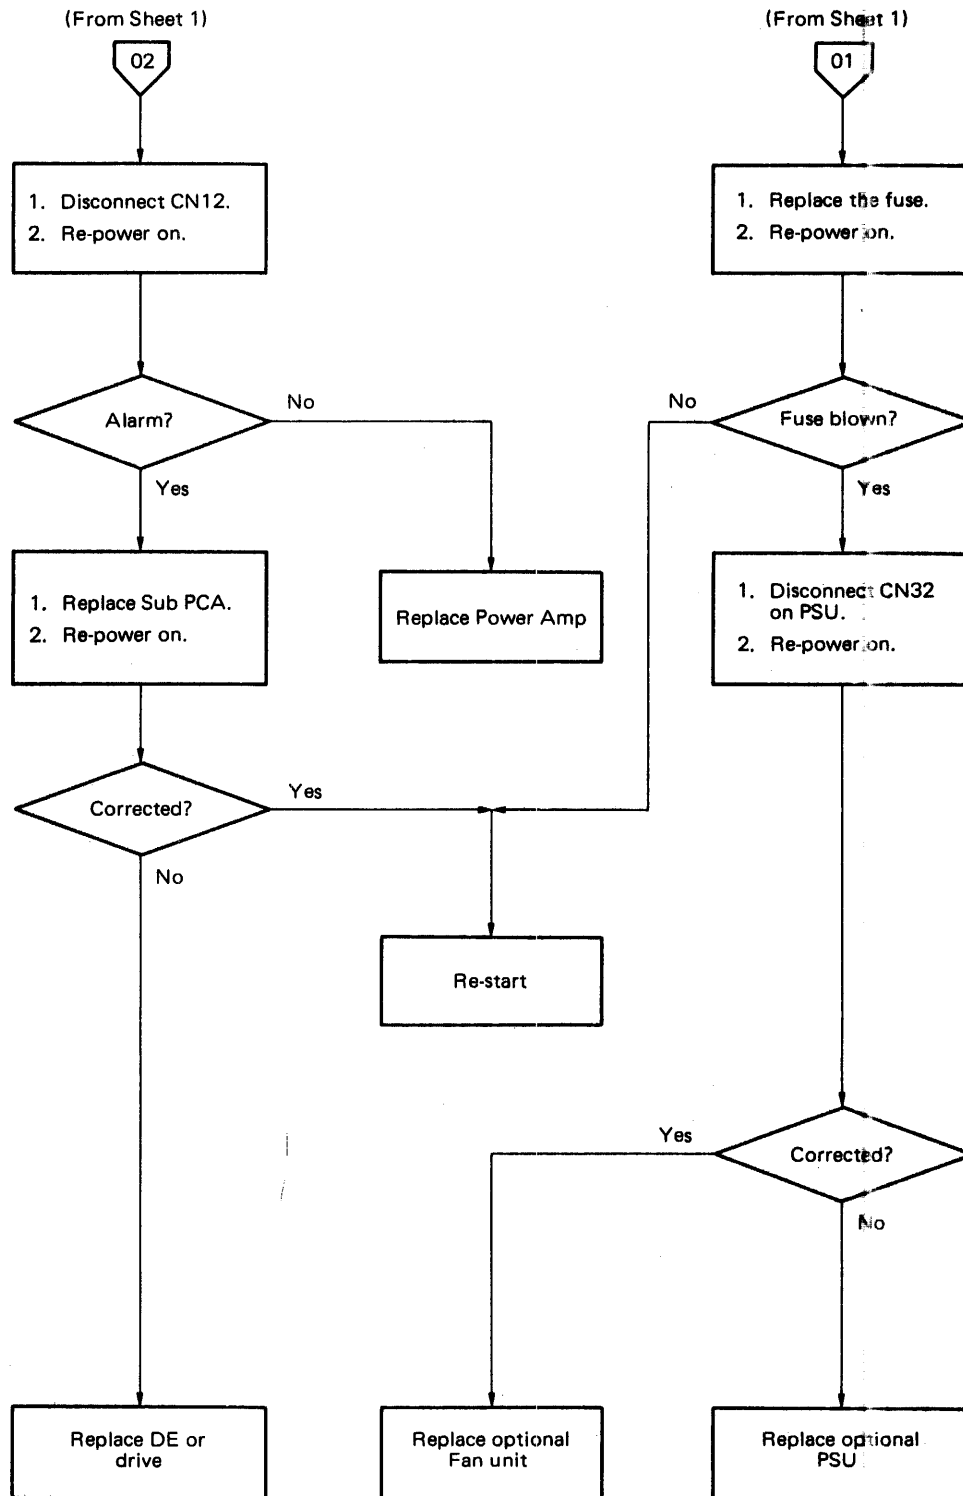 (From Sheet 1)
02
1. Disconnect CN12.
2. Re-power on.
Alarm?
No
Yes
1. Replace Sub PCA.
2. Re-power on.
Replace Power Amp
Corrected?
Yes
No
Re-start
Replace DE or
drive
(From Sheet 1)
01
1. Replace the fuse.
2. Re-power on.
Fuse blown?
No
Yes
1. Disconnect CN32
on PSU.
2. Re-power on.
Corrected?
Yes
No
Replace optional
Fan unit
Replace optional
PSU